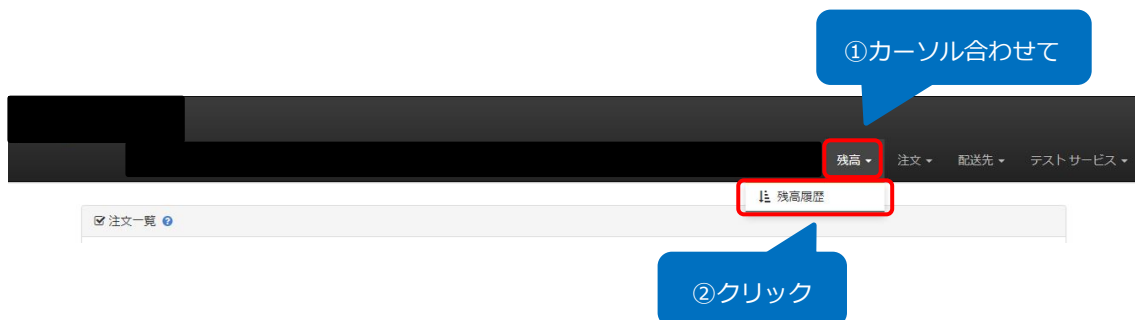 ①カーソル合わせて
残高 注文 配送先 テストサービス
残高履歴
注文一覧
②クリック